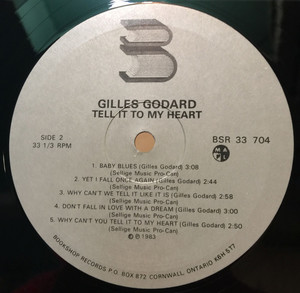 GILLES GODARD
TELL IT TO MY HEART
SIDE 2
33 1/3 RPM
BSR 33 704
M A
P L
1. BABY BLUES (Gilles Godard) 3:08
(Sellige Music Pro-Can)
2. YET I FALL ONCE AGAIN (Gilles Godard) 2:44
(Sellige Music Pro-Can)
3. WHY CAN'T WE TELL IT LIKE IT IS (Gilles Godard) 2:58
(Sellige Music Pro-Can)
4. DON'T FALL IN LOVE WITH A DREAM (Gilles Godard) 3:00
(Sellige Music Pro-Can)
5. WHY CAN'T YOU TELL IT TO MY HEART (Gilles Godard) 2:50
(Sellige Music Pro-Can)
© ℗ 1983
BOOKSHOP RECORDS P.O. BOX 872 CORNWALL, ONTARIO K6H 5T7